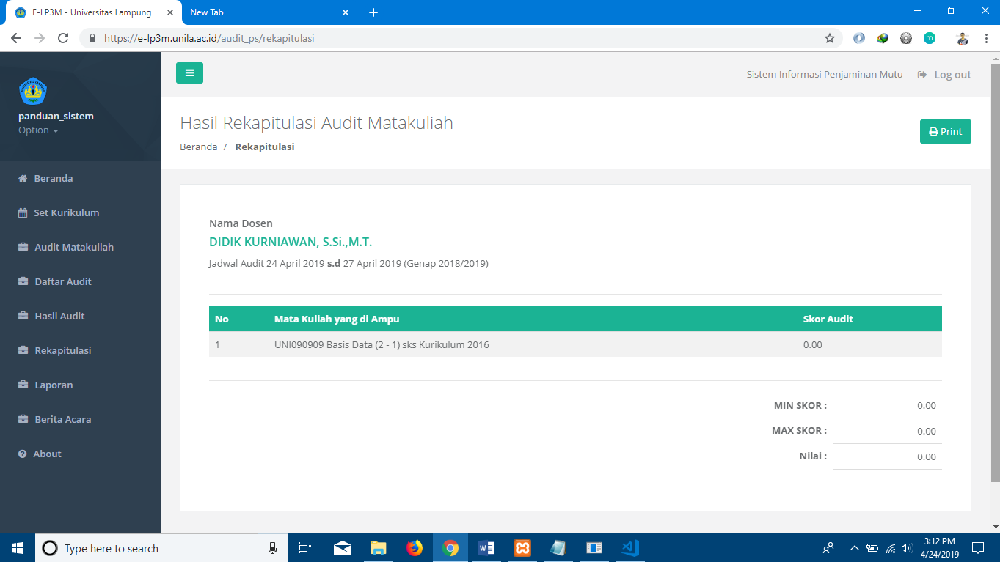 E-LP3M - Universitas Lampung
New Tab
https://e-lp3m.unila.ac.id/audit_ps/rekapitulasi
panduan_sistem
Option
Beranda
Set Kurikulum
Audit Matakuliah
Daftar Audit
Hasil Audit
Rekapitulasi
Laporan
Berita Acara
About
Sistem Informasi Penjaminan Mutu
Log out
Hasil Rekapitulasi Audit Matakuliah
Beranda / Rekapitulasi
Print
Nama Dosen
DIDIK KURNIAWAN, S.Si.,M.T.
Jadwal Audit 24 April 2019 s.d 27 April 2019 (Genap 2018/2019)
No Mata Kuliah yang di Ampu Skor Audit
1 UNI090909 Basis Data (2 - 1) sks Kurikulum 2016 0.00
MIN SKOR : 0.00
MAX SKOR : 0.00
Nilai : 0.00
Type here to search
3:12 PM
4/24/2019